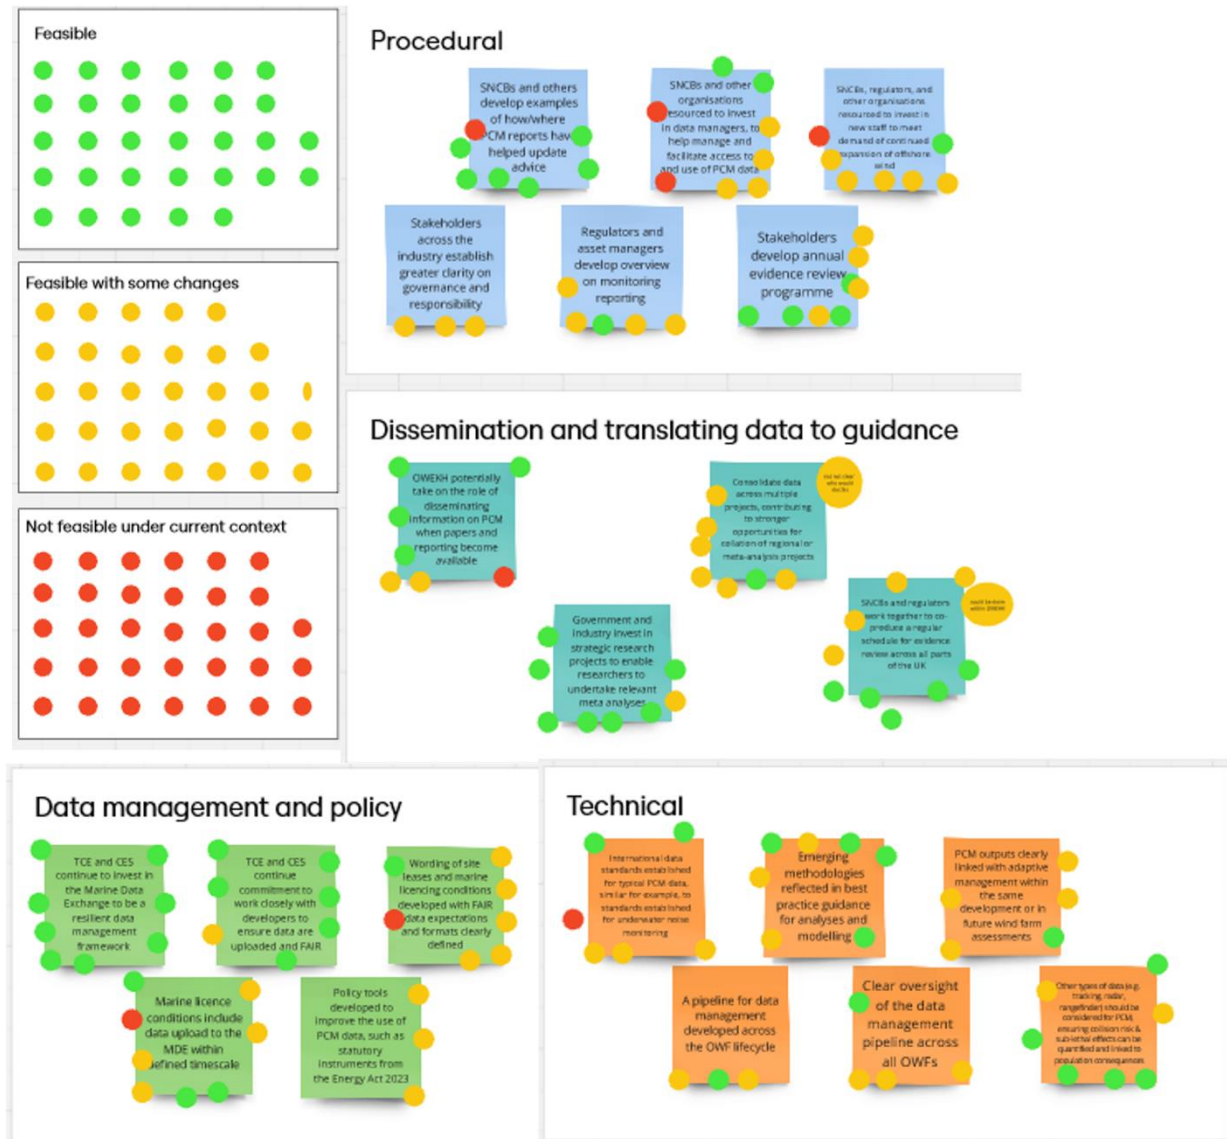 Feasible
Feasible with some changes
Not feasible under current context
Procedural
SNCBs and others
develop examples
of how/where
PCM reports have
helped update
advice
SNCBs and other
organisations
resourced to invest
in data managers, to
help manage and
facilitate access to
and use of PCM data
SNCBs, regulators, and
other organisations
resourced to invest in
new staff to meet
demand of continued
expansion of offshore
wind
Stakeholders
across the
industry establish
greater clarity on
governance and
responsibility
Regulators and
asset managers
develop overview
on monitoring
reporting
Stakeholders
develop annual
evidence review
programme
Dissemination and translating data to guidance
OWEKH potentially
take on the role of
disseminating
information on PCM
when papers and
reporting become
available
Consolidate data
across multiple
projects, contributing
to stronger
opportunities for
collation of regional or
meta-analysis projects
Government and
industry invest in
strategic research
projects to enable
researchers to
undertake relevant
meta analyses
SNCBs and regulators
work together to co-
produce a regular
schedule for evidence
review across all parts
of the UK
Data management and policy
TCE and CES
continue to invest in
the Marine Data
Exchange to be a
resilient data
management
framework
TCE and CES
continue
commitment to
work closely with
developers to
ensure data are
uploaded and FAIR
Wording of site
leases and marine
licencing conditions
developed with FAIR
data expectations
and formats clearly
defined
Marine licence
conditions include
data upload to the
MDE within
defined timescale
Policy tools
developed to
improve the use of
PCM data, such as
statutory
instruments from
the Energy Act 2023
Technical
International data
standards established
for typical PCM data,
similar for example, to
standards established
for underwater noise
monitoring
Emerging
methodologies
reflected in best
practice guidance
for analyses and
modelling
PCM outputs clearly
linked with adaptive
management within
the same
development or in
future wind farm
assessments
A pipeline for data
management
developed across
the OWF lifecycle
Clear oversight
of the data
management
pipeline across
all OWFs
Other types of data (e.g.
tracking, radar,
rangefinder) should be
considered for PCM,
ensuring collision risk &
sub-lethal effects can be
quantified and linked to
population consequences